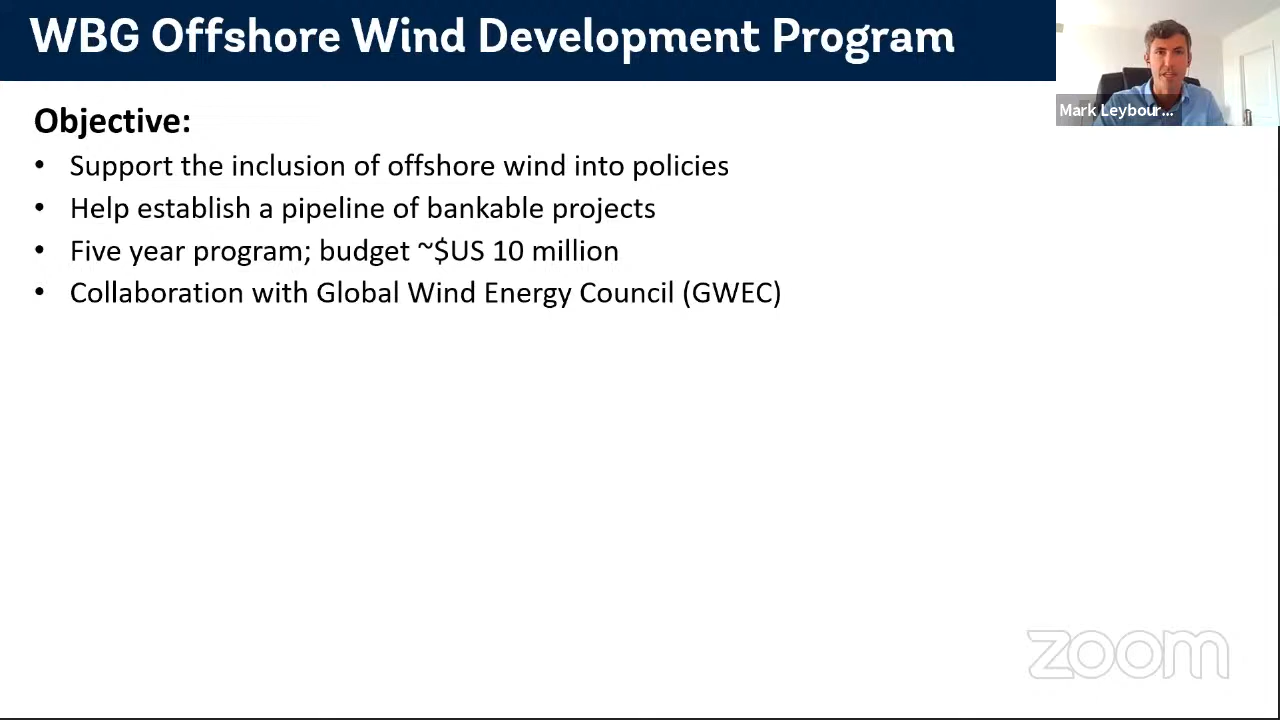 WBG Offshore Wind Development Program
Mark Leybour...
Objective:
• Support the inclusion of offshore wind into policies
• Help establish a pipeline of bankable projects
• Five year program; budget ~$US 10 million
• Collaboration with Global Wind Energy Council (GWEC)
zoom